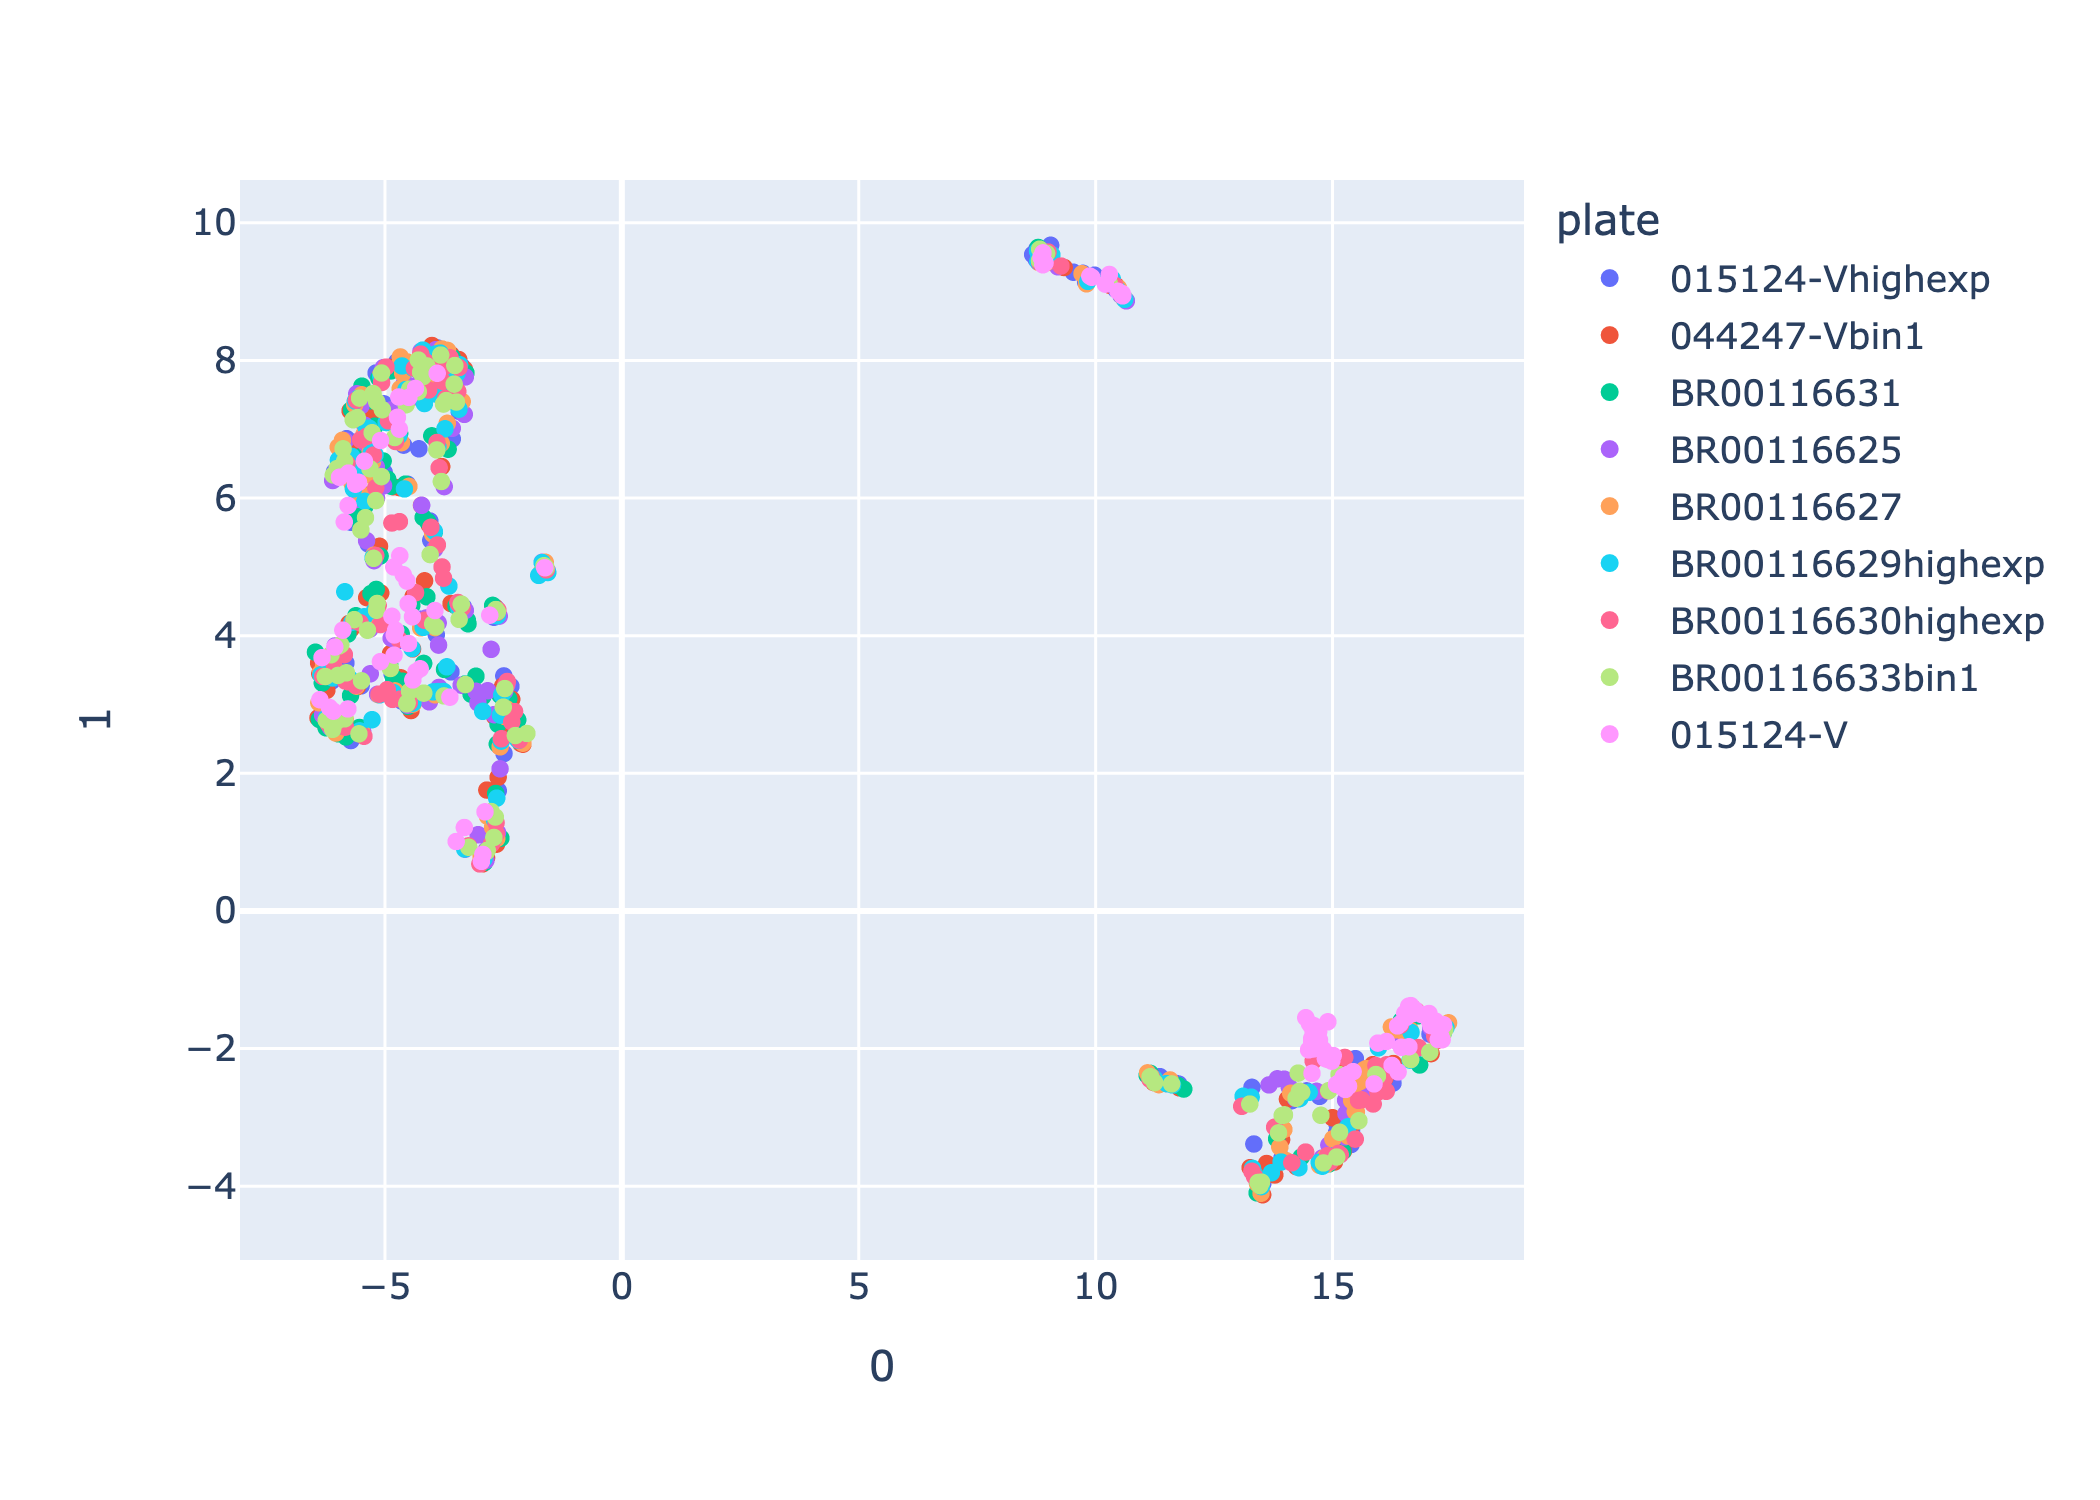 10
8
6
4
2
0
−2
−4
1
−5
0
5
10
15
0
plate
015124-Vhighexp
044247-Vbin1
BR00116631
BR00116625
BR00116627
BR00116629highexp
BR00116630highexp
BR00116633bin1
015124-V